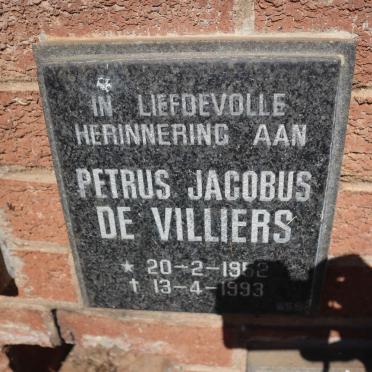 IN LIEFDEVOLLE
HERINNERING AAN
PETRUS JACOBUS
DE VILLIERS
★ 20-2-1952
† 13-4-1993